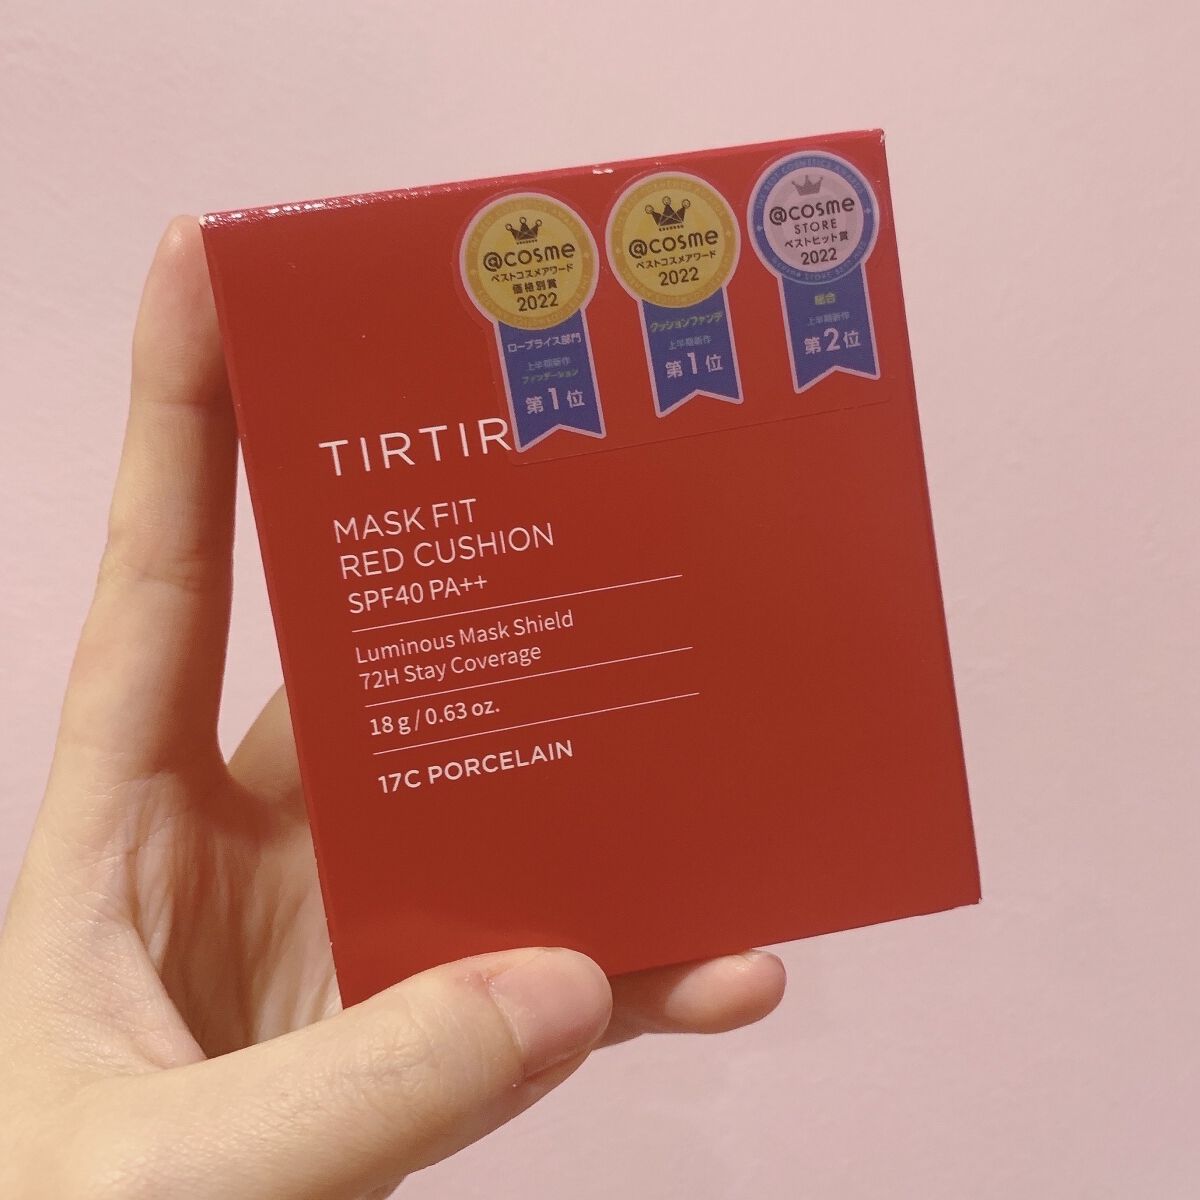 @cosme
ベストコスメアワード
価格別賞
2022
ロープライス部門
上半期新作
ファンデーション
第1位
@cosme
ベストコスメアワード
2022
クッションファンデ
上半期新作
第1位
@cosme
STORE
ベストヒット賞
2022
総合
上半期新作
第2位
TIRTIR
MASK FIT
RED CUSHION
SPF40 PA++
Luminous Mask Shield
72H Stay Coverage
18 g / 0.63 oz.
17C PORCELAIN